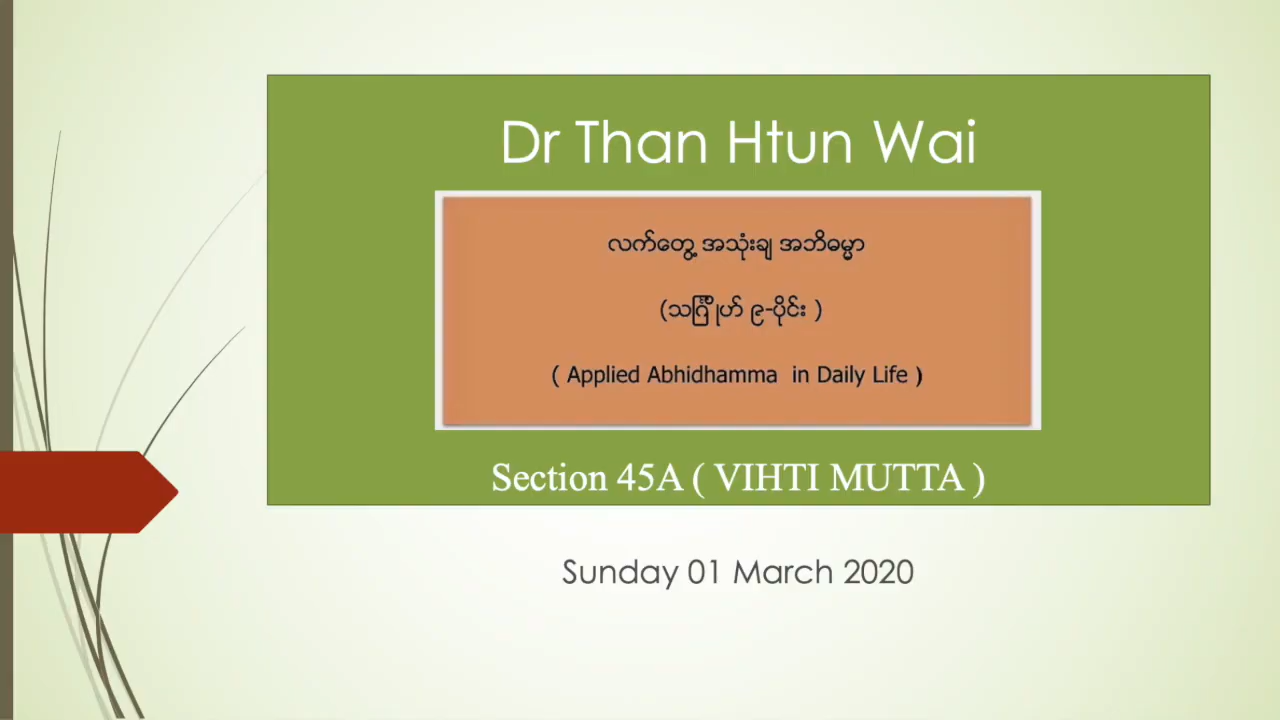 Dr Than Htun Wai
လက်တွေ့ အသုံးချ အဘိဓမ္မာ
(သင်္ဂြိုဟ် ၉-ပိုင်း )
( Applied Abhidhamma in Daily Life )
Section 45A ( VIHTI MUTTA )
Sunday 01 March 2020